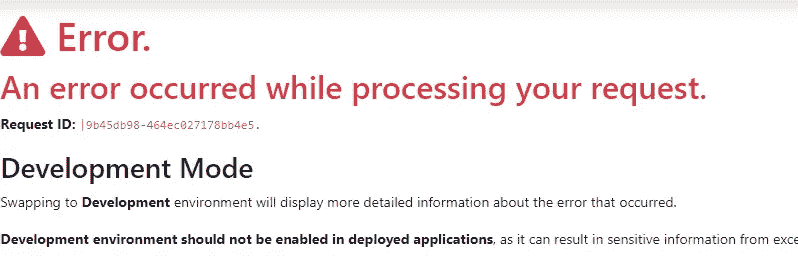 Error.
An error occurred while processing your request.
Request ID: |9b45db98-464ec027178bb4e5.
Development Mode
Swapping to Development environment will display more detailed information about the error that occurred.
Development environment should not be enabled in deployed applications, as it can result in sensitive information from exce